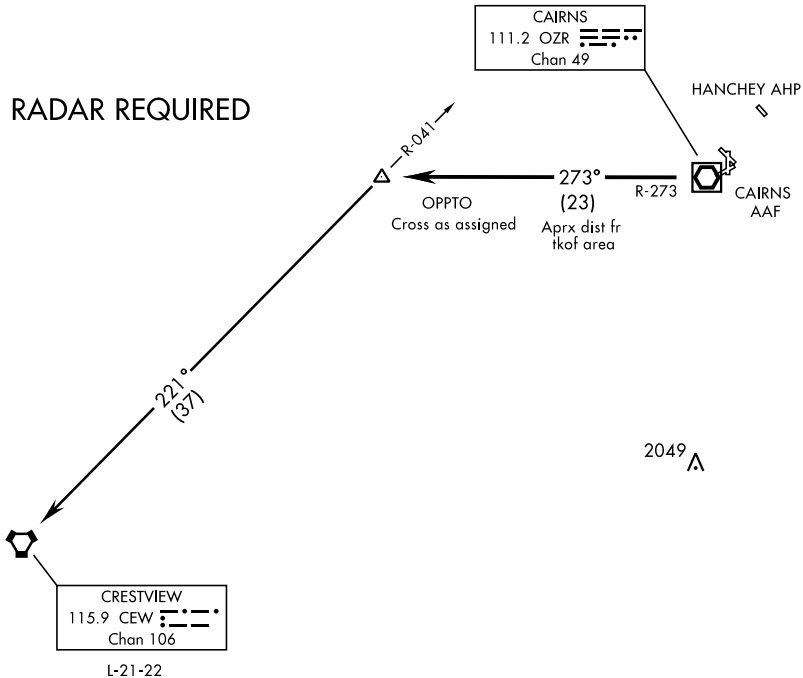 CAIRNS
111.2 OZR
Chan 49
HANCHEY AHP
RADAR REQUIRED
R-041
273°
R-273
(23)
CAIRNS
AAF
OPPTO
Cross as assigned
Aprx dist fr
tkof area
221°
(37)
2049
CRESTVIEW
115.9 CEW
Chan 106
L-21-22